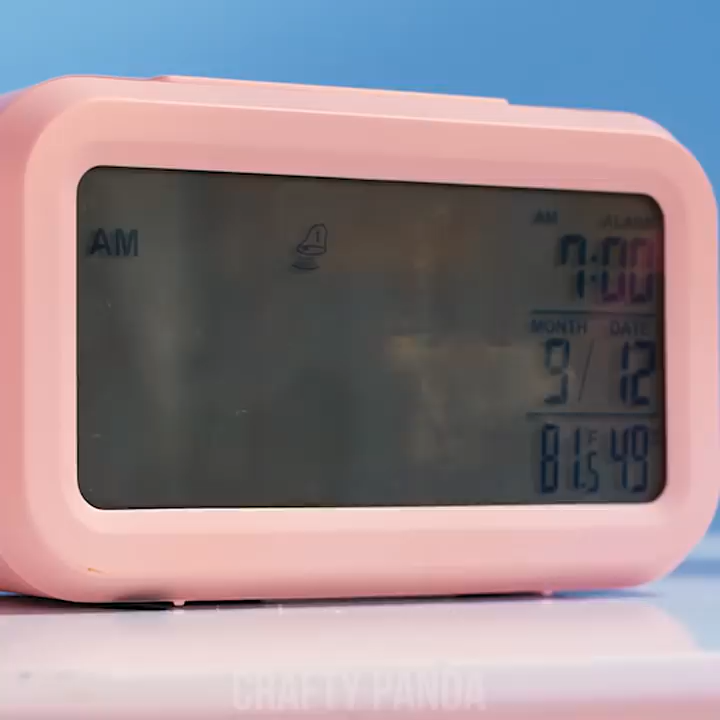 AM
AM ALARM
7:00
MONTH DATE
9/12
81.5 F 49
CRAFTY PANDA